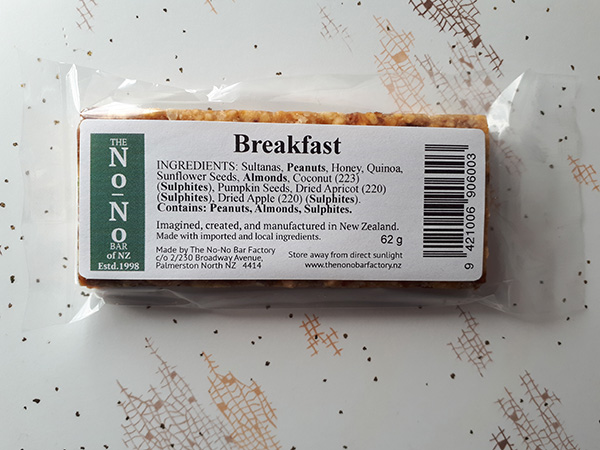 THE
No-No
BAR
of NZ
Estd.1998
Breakfast
INGREDIENTS: Sultanas, Peanuts, Honey, Quinoa,
Sunflower Seeds, Almonds, Coconut (223)
(Sulphites), Pumpkin Seeds, Dried Apricot (220)
(Sulphites), Dried Apple (220) (Sulphites).
Contains: Peanuts, Almonds, Sulphites.
Imagined, created, and manufactured in New Zealand.
Made with imported and local ingredients.
62 g
Made by The No-No Bar Factory
c/o 2/230 Broadway Avenue,
Palmerston North NZ 4414
Store away from direct sunlight
www.thenonobarfactory.nz
9 421006 906003